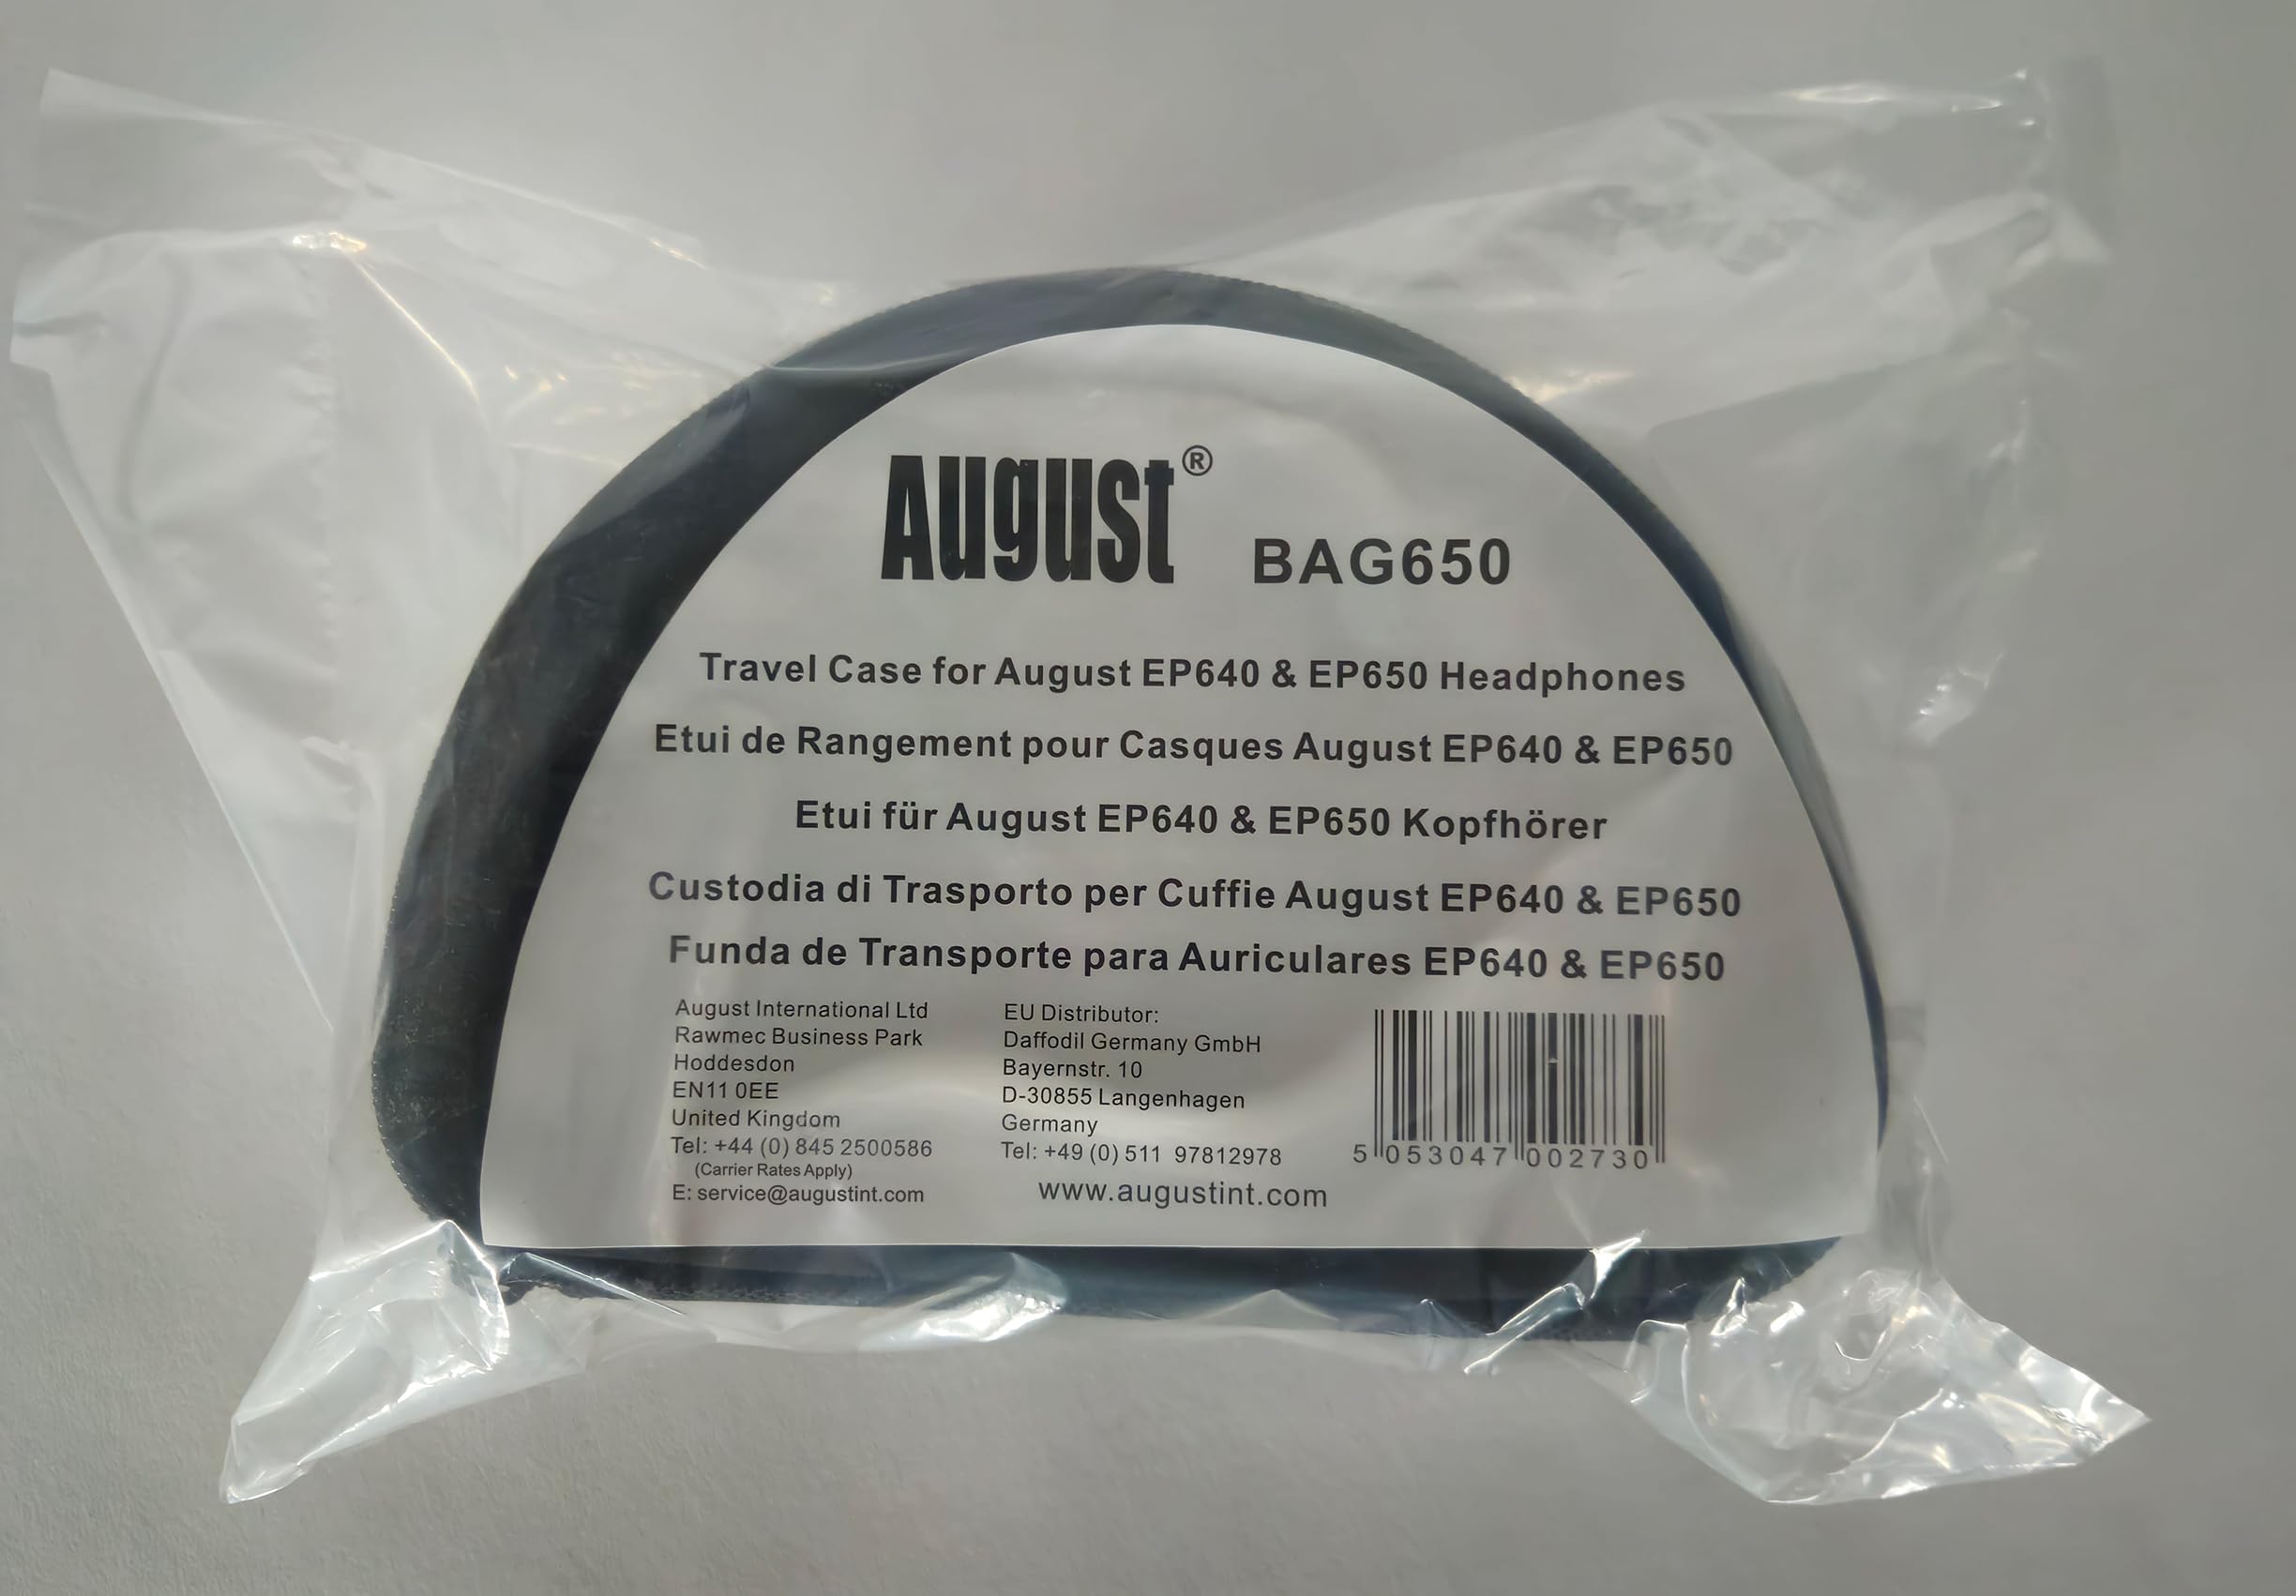 August®
BAG650
Travel Case for August EP640 & EP650 Headphones
Etui de Rangement pour Casques August EP640 & EP650
Etui für August EP640 & EP650 Kopfhörer
Custodia di Trasporto per Cuffie August EP640 & EP650
Funda de Transporte para Auriculares EP640 & EP650
August International Ltd
Rawmec Business Park
Hoddesdon
EN11 0EE
United Kingdom
Tel: +44 (0) 845 2500586
(Carrier Rates Apply)
E: service@augustint.com
EU Distributor:
Daffodil Germany GmbH
Bayernstr. 10
D-30855 Langenhagen
Germany
Tel: +49 (0) 511 97812978
www.augustint.com
5 053047 002730